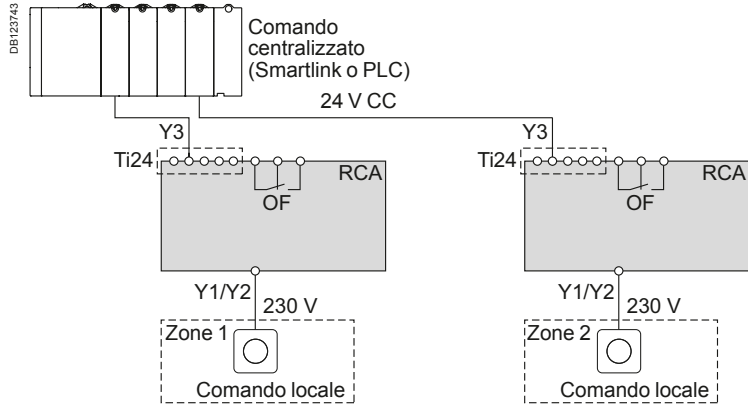 DB123743
Comando
centralizzato
(Smartlink o PLC)
24 V CC
Y3
Y3
Ti24
RCA
Ti24
RCA
OF
OF
Y1/Y2
230 V
Y1/Y2
230 V
Zone 1
Zone 2
Comando locale
Comando locale